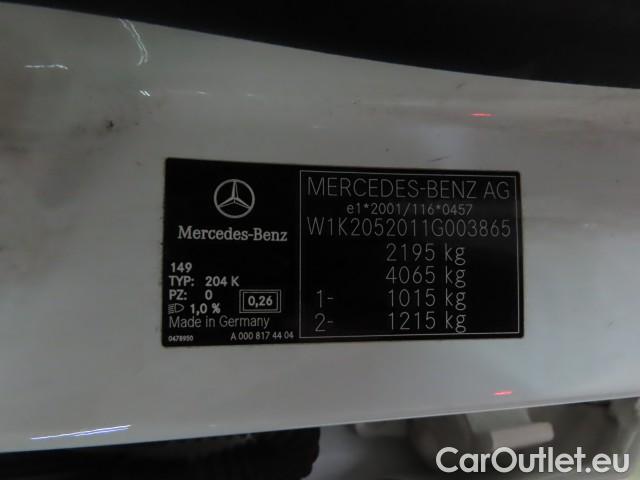 Mercedes-Benz
149
TYP: 204 K
PZ: 0
1,0 % 0,26
Made in Germany
0478950 A 000 817 44 04
MERCEDES-BENZ AG
e1*2001/116*0457
W1K2052011G003865
2195 kg
4065 kg
1- 1015 kg
2- 1215 kg
CarOutlet.eu